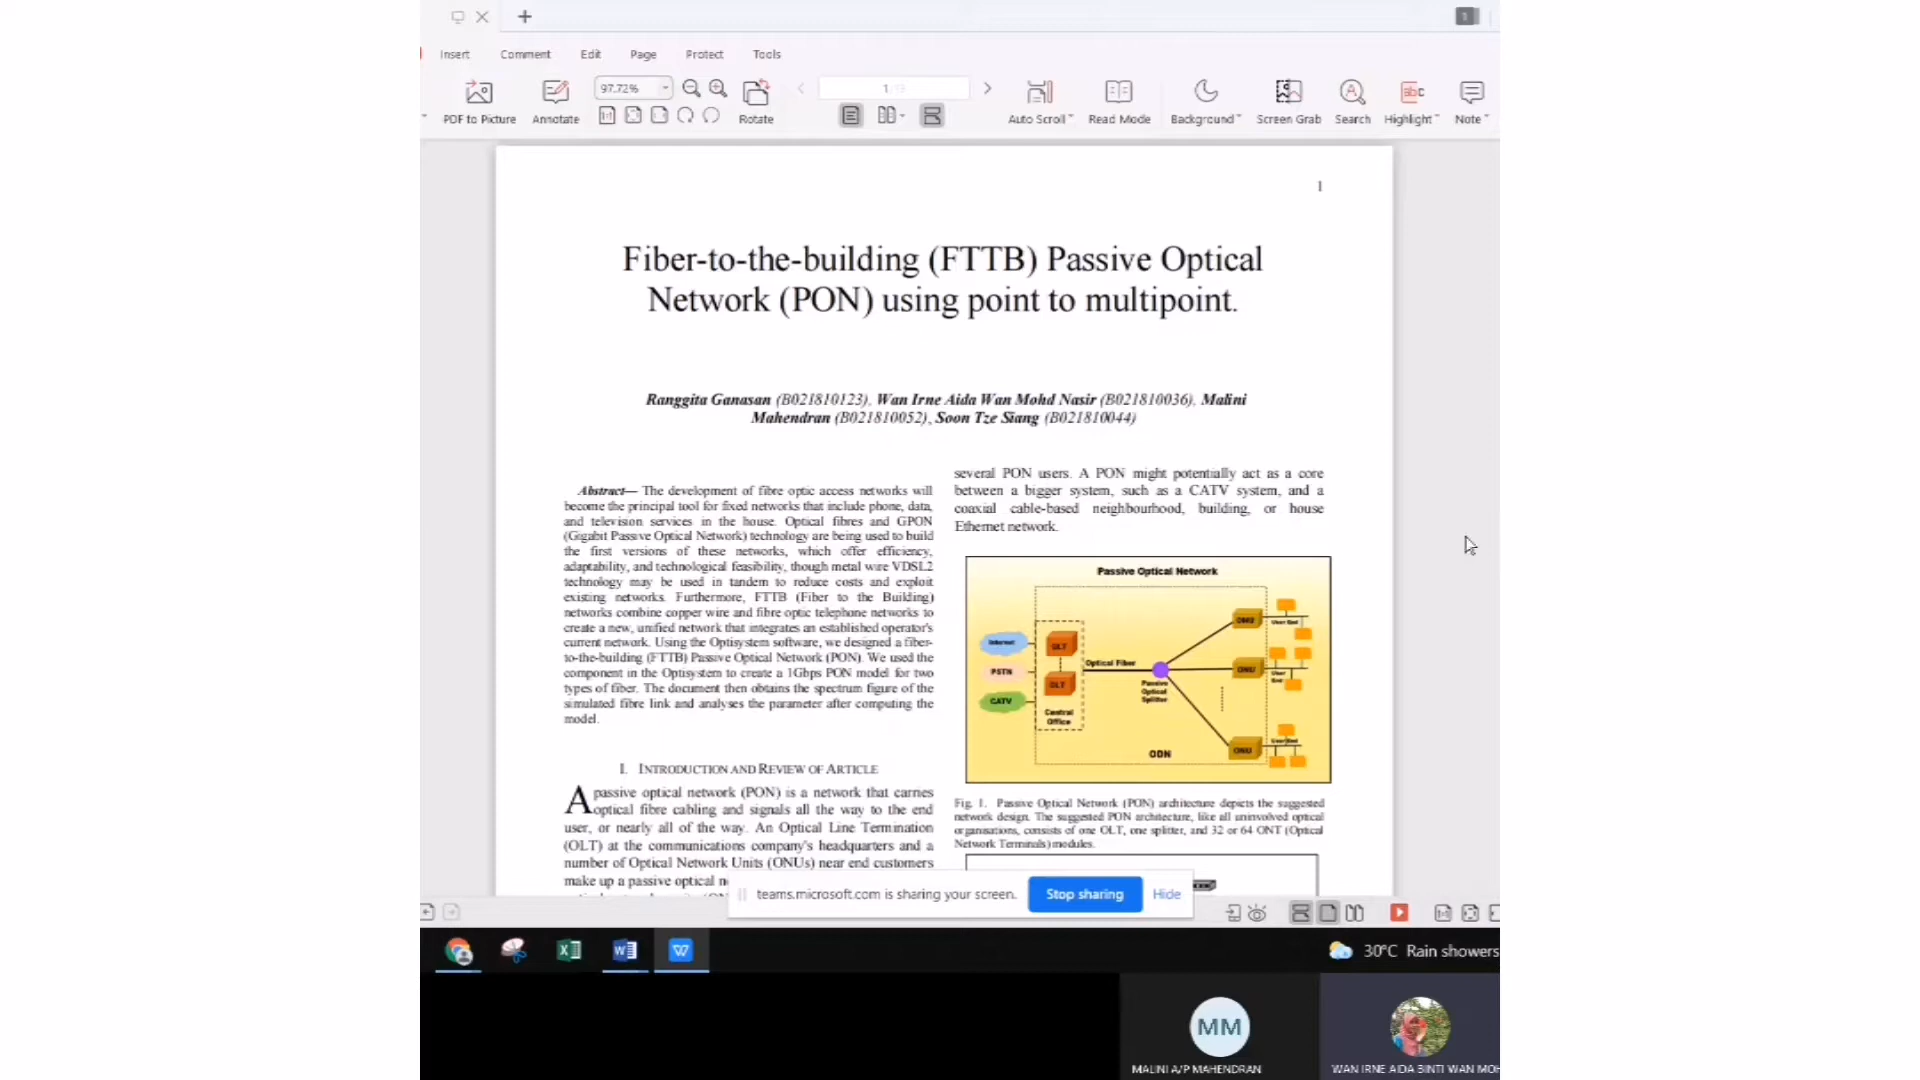 1
Insert Comment Edit Page Protect Tools
97.72%
PDF to Picture Annotate Rotate Auto Scroll Read Mode Background Screen Grab Search Highlight Note
1
Fiber-to-the-building (FTTB) Passive Optical
Network (PON) using point to multipoint.
Ranggita Ganasan (B021810123), Wan Irne Aida Wan Mohd Nasir (B021810036), Malini
Mahendran (B021810052), Soon Tze Siang (B021810044)
Abstract— The development of fibre optic access networks will
become the principal tool for fixed networks that include phone, data,
and television services in the house. Optical fibres and GPON
(Gigabit Passive Optical Network) technology are being used to build
the first versions of these networks, which offer efficiency,
adaptability, and technological feasibility, though metal wire VDSL2
technology may be used in tandem to reduce costs and exploit
existing networks. Furthermore, FTTB (Fiber to the Building)
networks combine copper wire and fibre optic telephone networks to
create a new, unified network that integrates an established operator's
current network. Using the Optisystem software, we designed a fiber-
to-the-building (FTTB) Passive Optical Network (PON). We used the
component in the Optisystem to create a 1Gbps PON model for two
types of fiber. The document then obtains the spectrum figure of the
simulated fibre link and analyses the parameter after computing the
model.
I. INTRODUCTION AND REVIEW OF ARTICLE
A passive optical network (PON) is a network that carries
optical fibre cabling and signals all the way to the end
user, or nearly all of the way. An Optical Line Termination
(OLT) at the communications company's headquarters and a
number of Optical Network Units (ONUs) near end customers
make up a passive optical
several PON users. A PON might potentially act as a core
between a bigger system, such as a CATV system, and a
coaxial cable-based neighbourhood, building, or house
Ethernet network.
Passive Optical Network
Internet
PSTN
CATV
OLT
OLT
Central
Office
Optical Fiber
Passive
Optical
Splitter
ONU
ONU
ONU
User End
User
End
User End
ODN
Fig. 1. Passive Optical Network (PON) architecture depicts the suggested
network design. The suggested PON architecture, like all uninvolved optical
organisations, consists of one OLT, one splitter, and 32 or 64 ONT (Optical
Network Terminals) modules.
teams.microsoft.com is sharing your screen. Stop sharing Hide
30°C Rain showers
MM
MALINI A/P MAHENDRAN
WAN IRNE AIDA BINTI WAN MOH